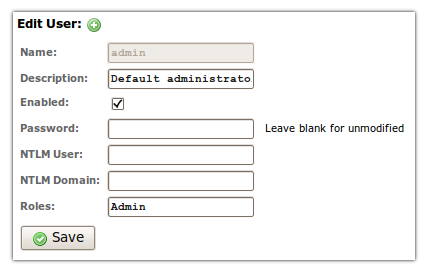 Edit User:
Name: admin
Description: Default administrato
Enabled:
Password: Leave blank for unmodified
NTLM User:
NTLM Domain:
Roles: Admin
Save